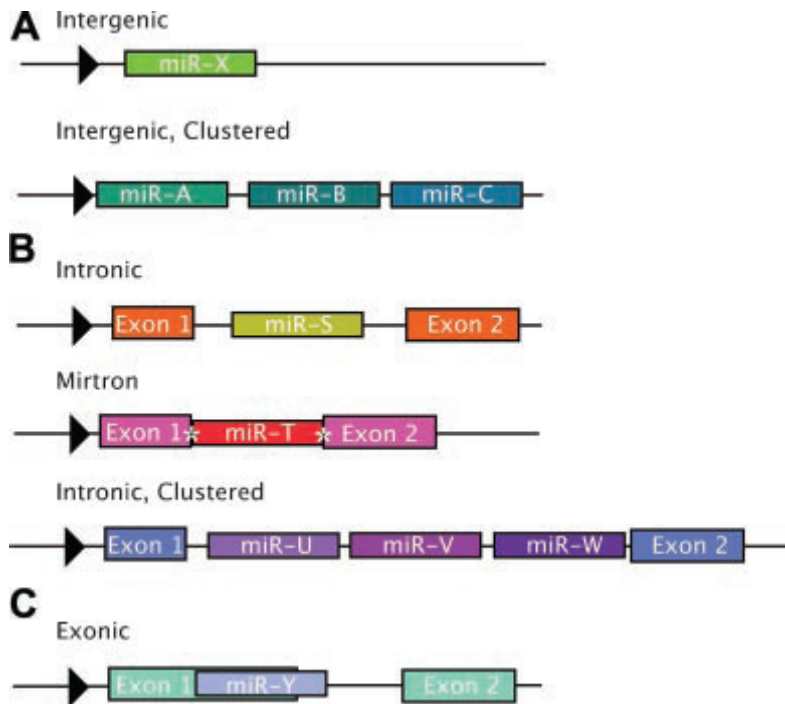 A Intergenic
miR-X
Intergenic, Clustered
miR-A miR-B miR-C
B
Intronic
Exon 1 miR-S Exon 2
Mirtron
Exon 1* miR-T *Exon 2
Intronic, Clustered
Exon 1 miR-U miR-V miR-W Exon 2
C
Exonic
Exon 1 miR-Y Exon 2